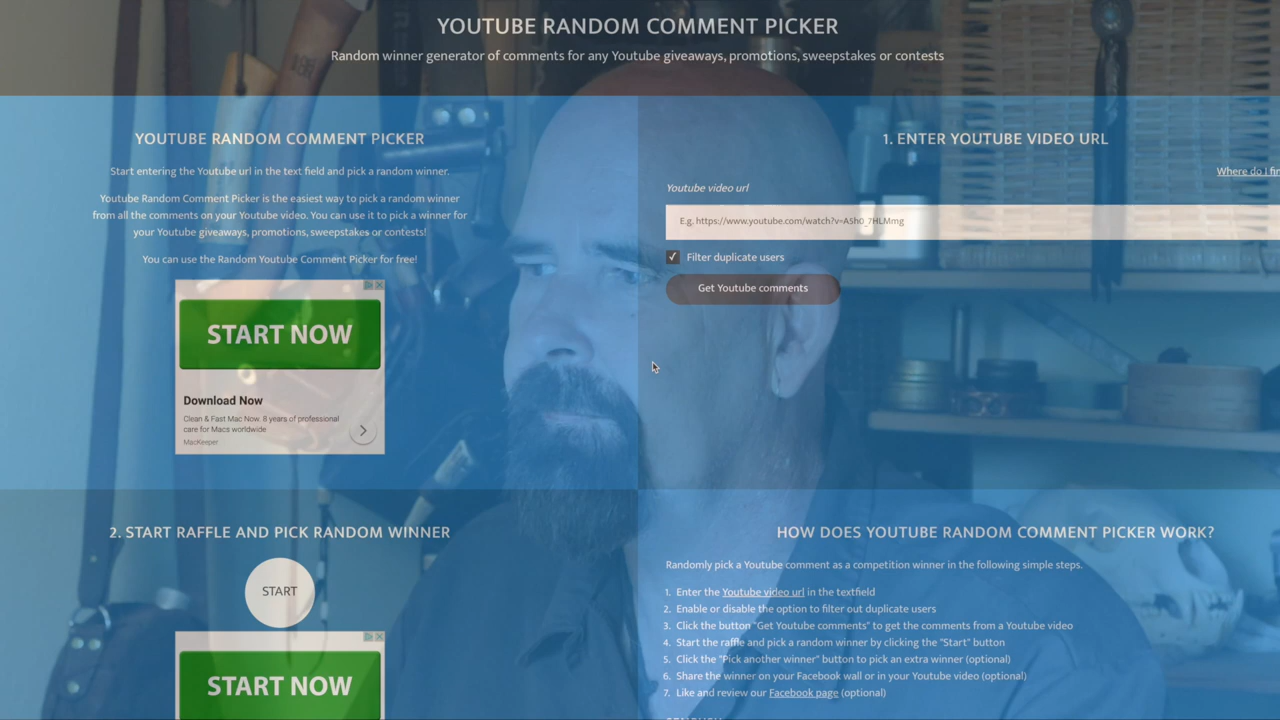 YOUTUBE RANDOM COMMENT PICKER
Random winner generator of comments for any Youtube giveaways, promotions, sweepstakes or contests
YOUTUBE RANDOM COMMENT PICKER
Start entering the Youtube url in the text field and pick a random winner.
Youtube Random Comment Picker is the easiest way to pick a random winner
from all the comments on your Youtube video. You can use it to pick a winner for
your Youtube giveaways, promotions, sweepstakes or contests!
You can use the Random Youtube Comment Picker for free!
START NOW
Download Now
Clean & Fast Mac Now. 8 years of professional
care for Macs worldwide
MacKeeper
1. ENTER YOUTUBE VIDEO URL
Where do I
Youtube video url
E.g. https://www.youtube.com/watch?v=ASh0_7HLMmg
Filter duplicate users
Get Youtube comments
2. START RAFFLE AND PICK RANDOM WINNER
START
START NOW
HOW DOES YOUTUBE RANDOM COMMENT PICKER WORK?
Randomly pick a Youtube comment as a competition winner in the following simple steps.
1. Enter the Youtube video url in the textfield
2. Enable or disable the option to filter out duplicate users
3. Click the button "Get Youtube comments" to get the comments from a Youtube video
4. Start the raffle and pick a random winner by clicking the "Start" button
5. Click the "Pick another winner" button to pick an extra winner (optional)
6. Share the winner on your Facebook wall or in your Youtube video (optional)
7. Like and review our Facebook page (optional)